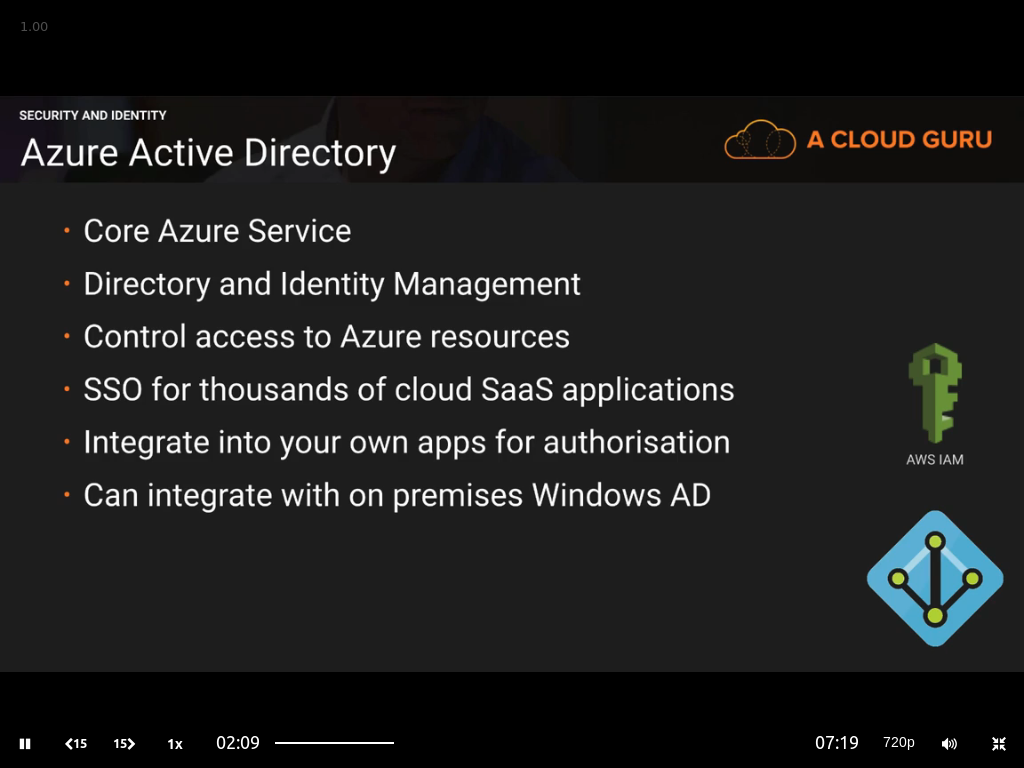 1.00
SECURITY AND IDENTITY
Azure Active Directory
A CLOUD GURU
Core Azure Service
Directory and Identity Management
Control access to Azure resources
SSO for thousands of cloud SaaS applications
Integrate into your own apps for authorisation
Can integrate with on premises Windows AD
AWS IAM
15
15
1x
02:09
07:19
720p